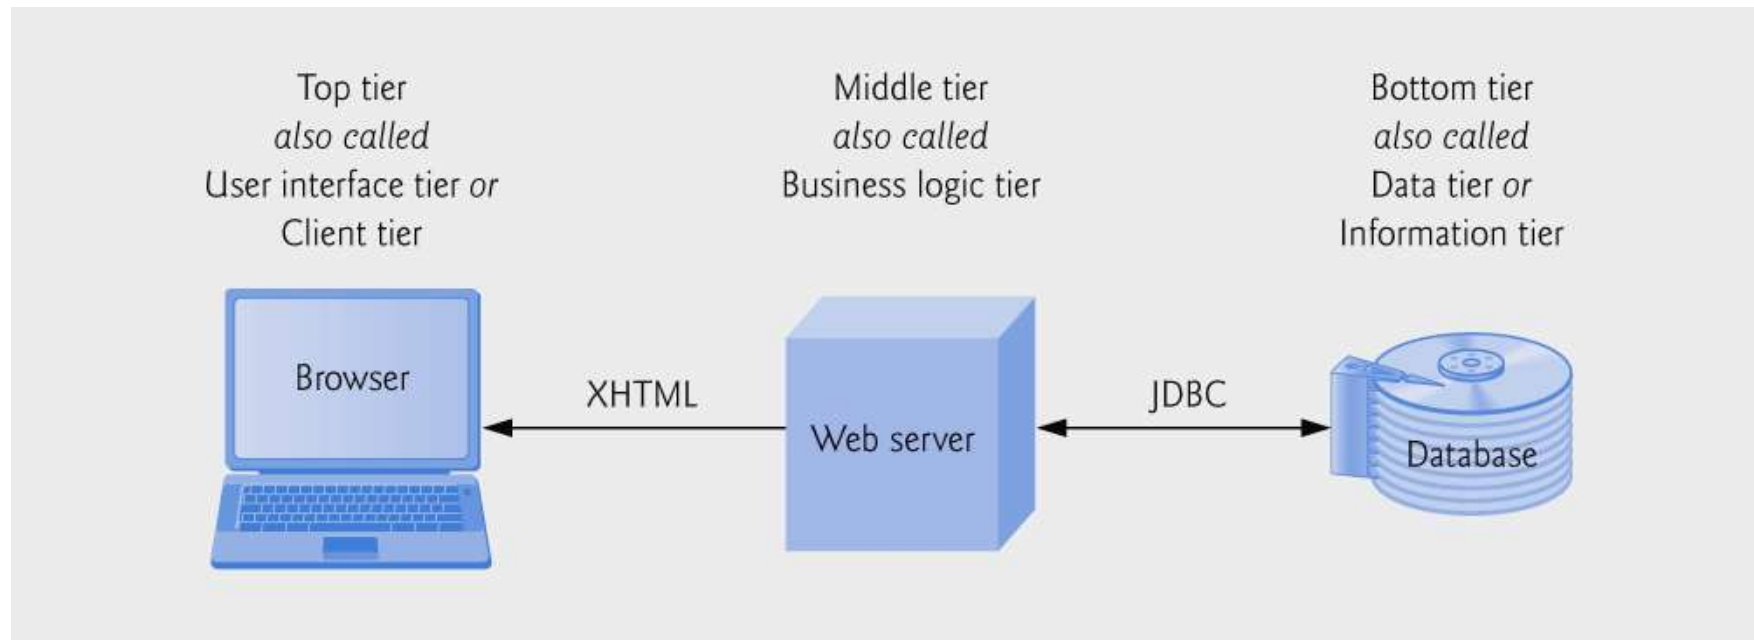 Top tier
also called
User interface tier or
Client tier
Middle tier
also called
Business logic tier
Bottom tier
also called
Data tier or
Information tier
Browser
XHTML
Web server
JDBC
Database